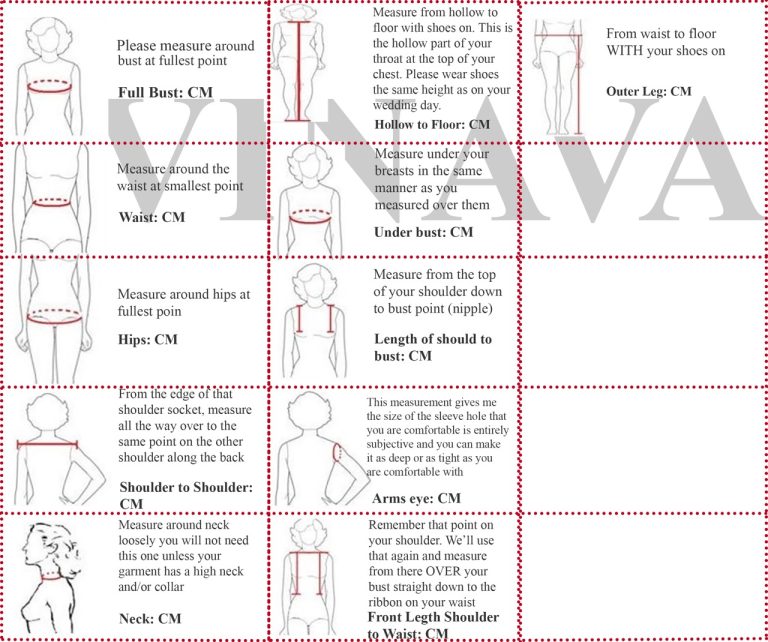 Please measure around
bust at fullest point
Full Bust: CM
Measure from hollow to
floor with shoes on. This is
the hollow part of your
throat at the top of your
chest. Please wear shoes
the same height as on your
wedding day.
Hollow to Floor: CM
From waist to floor
WITH your shoes on
Outer Leg: CM
VINAVA
Measure around the
waist at smallest point
Waist: CM
Measure under your
breasts in the same
manner as you
measured over them
Under bust: CM
Measure around hips at
fullest poin
Hips: CM
Measure from the top
of your shoulder down
to bust point (nipple)
Length of should to
bust: CM
From the edge of that
shoulder socket, measure
all the way over to the
same point on the other
shoulder along the back
Shoulder to Shoulder:
CM
This measurement gives me
the size of the sleeve hole that
you are comfortable is entirely
subjective and you can make
it as deep or as tight as you
are comfortable with
Arms eye: CM
Measure around neck
loosely you will not need
this one unless your
garment has a high neck
and/or collar
Neck: CM
Remember that point on
your shoulder. We'll use
that again and measure
from there OVER your
bust straight down to the
ribbon on your waist
Front Legth Shoulder
to Waist: CM